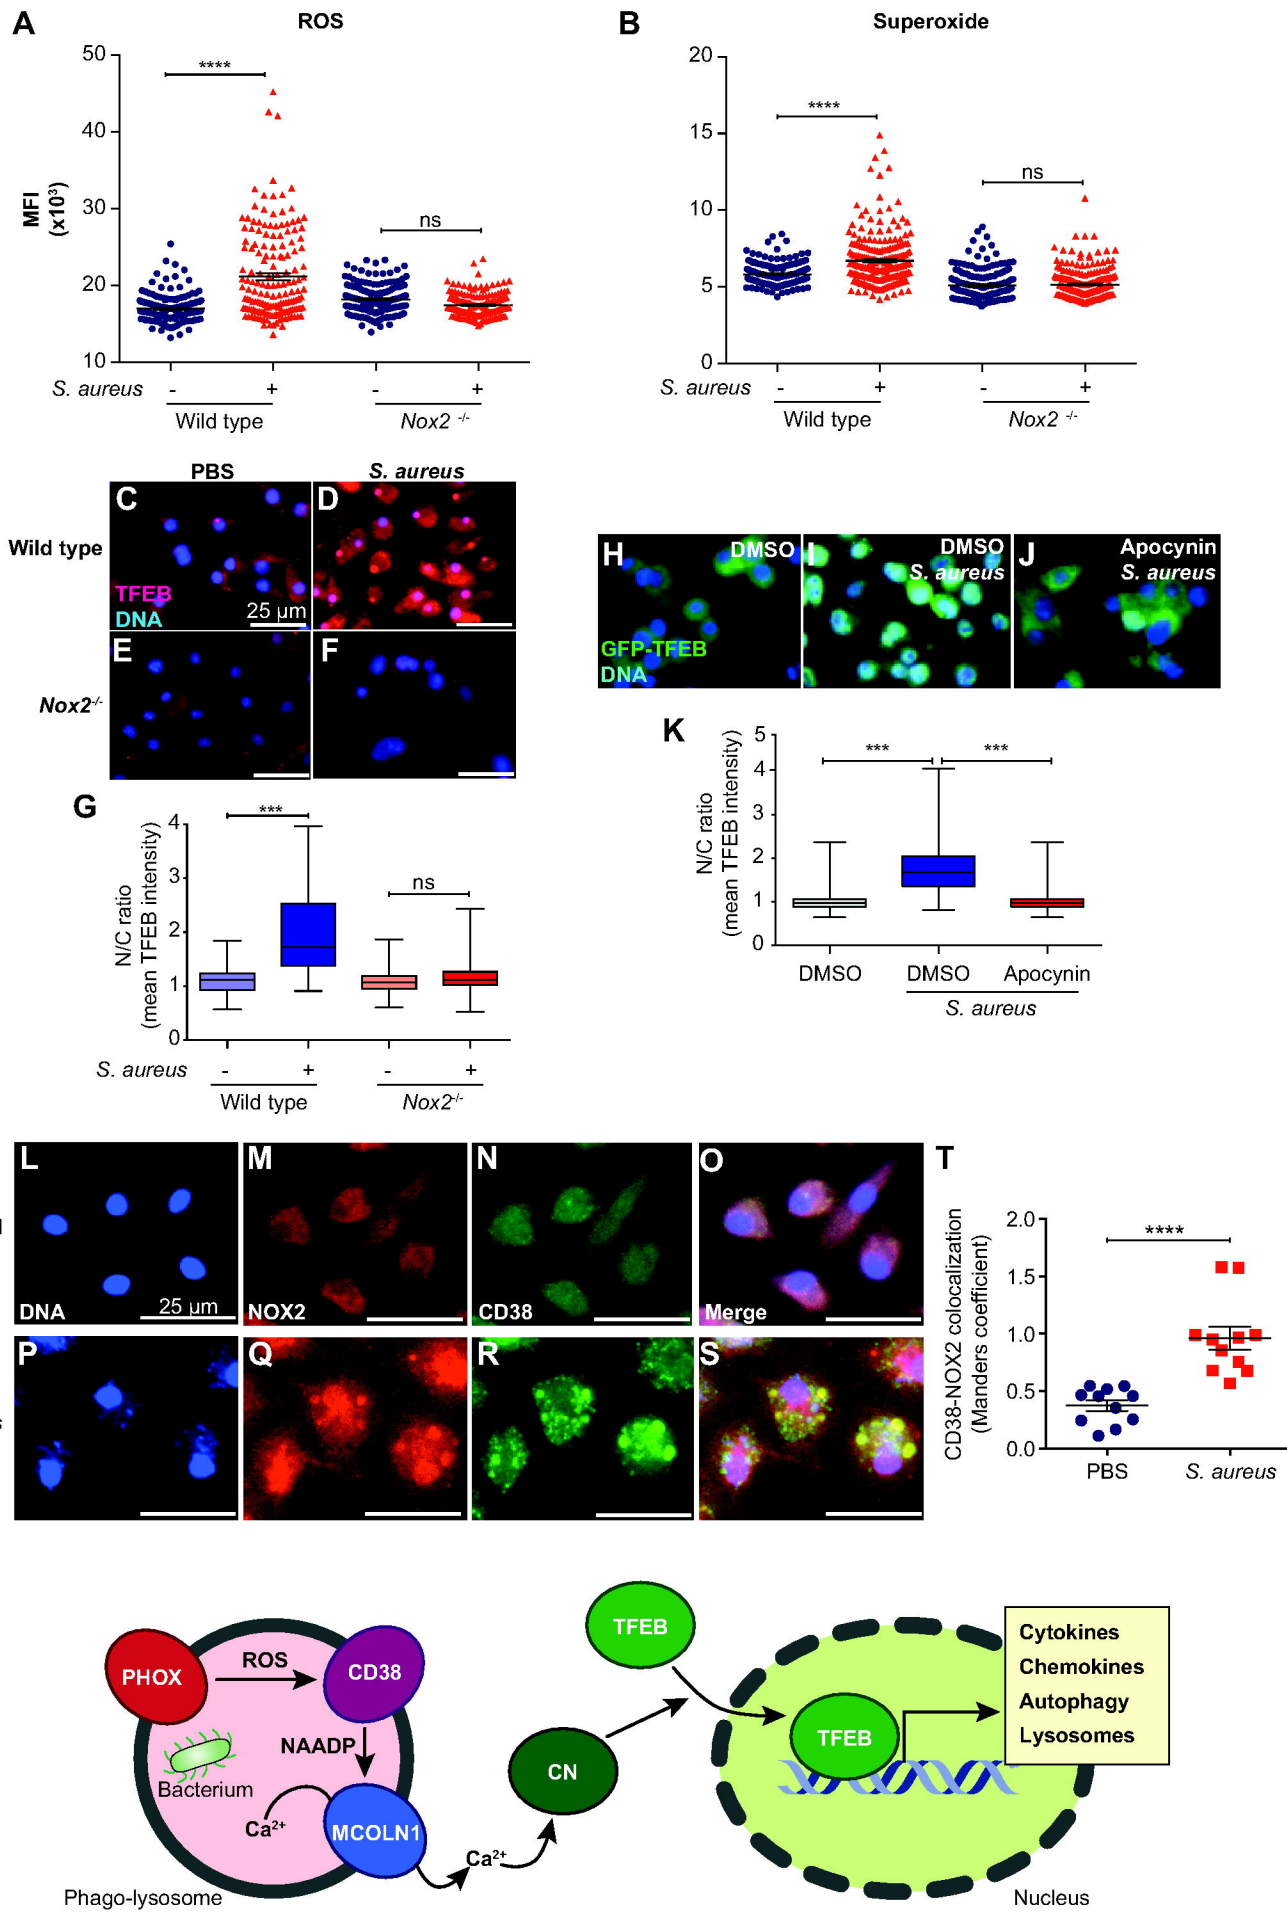 A
ROS
MFI
(x10³)
50
40
30
20
10
****
ns
S. aureus
-
+
-
+
Wild type
Nox2 -/-
B
Superoxide
20
15
10
5
0
****
ns
S. aureus
-
+
-
+
Wild type
Nox2 -/-
PBS
S. aureus
Wild type
C
TFEB
DNA
25 µm
D
Nox2-/-
E
F
H
DMSO
GFP-TFEB
DNA
I
DMSO
S. aureus
J
Apocynin
S. aureus
G
N/C ratio
(mean TFEB intensity)
4
3
2
1
0
***
ns
S. aureus
-
+
-
+
Wild type
Nox2-/-
K
N/C ratio
(mean TFEB intensity)
5
4
3
2
1
0
***
***
DMSO
DMSO
Apocynin
S. aureus
L
DNA
25 µm
M
NOX2
N
CD38
O
Merge
P
Q
R
S
T
CD38-NOX2 colocalization
(Manders coefficient)
2.0
1.5
1.0
0.5
0.0
****
PBS
S. aureus
PHOX
ROS
CD38
NAADP
Bacterium
Ca²⁺
MCOLN1
Phago-lysosome
Ca²⁺
CN
TFEB
TFEB
Cytokines
Chemokines
Autophagy
Lysosomes
Nucleus